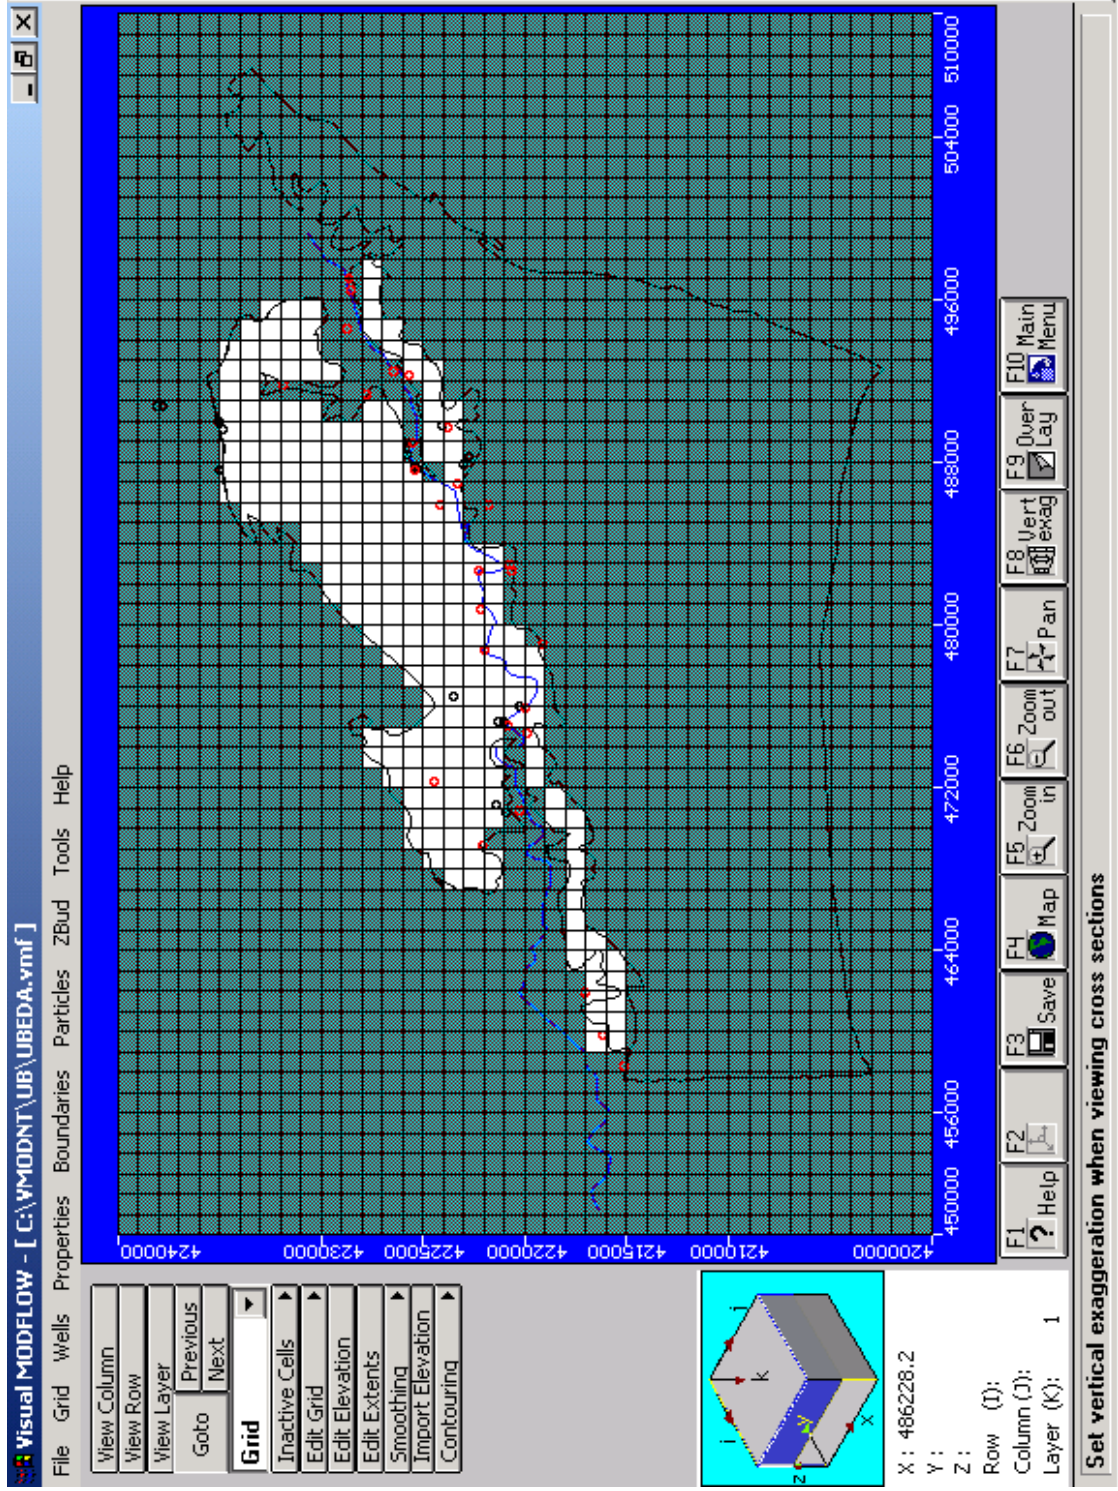 Visual MODFLOW - [ C:\VMODNT\UB\UBEDA.vmf ]
File Grid Wells Properties Boundaries Particles ZBud Tools Help
View Column
View Row
View Layer
Goto
Previous
Next
Grid
Inactive Cells
Edit Grid
Edit Elevation
Edit Extents
Smoothing
Import Elevation
Contouring
4240000
4230000
4225000
4220000
4215000
4210000
4200000
450000 456000 464000 472000 480000 488000 496000 504000 510000
j
i
k
z
y
x
X : 486228.2
Y :
Z :
Row (I):
Column (J):
Layer (K): 1
F1 Help
F2
F3 Save
F4 Map
F5 Zoom in
F6 Zoom out
F7 Pan
F8 Vert exag
F9 Over Lay
F10 Main Menu
Set vertical exaggeration when viewing cross sections